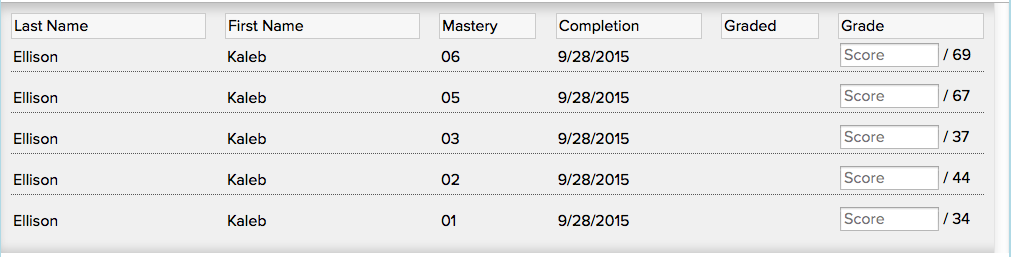 Last Name First Name Mastery Completion Graded Grade
Ellison Kaleb 06 9/28/2015 Score / 69
Ellison Kaleb 05 9/28/2015 Score / 67
Ellison Kaleb 03 9/28/2015 Score / 37
Ellison Kaleb 02 9/28/2015 Score / 44
Ellison Kaleb 01 9/28/2015 Score / 34